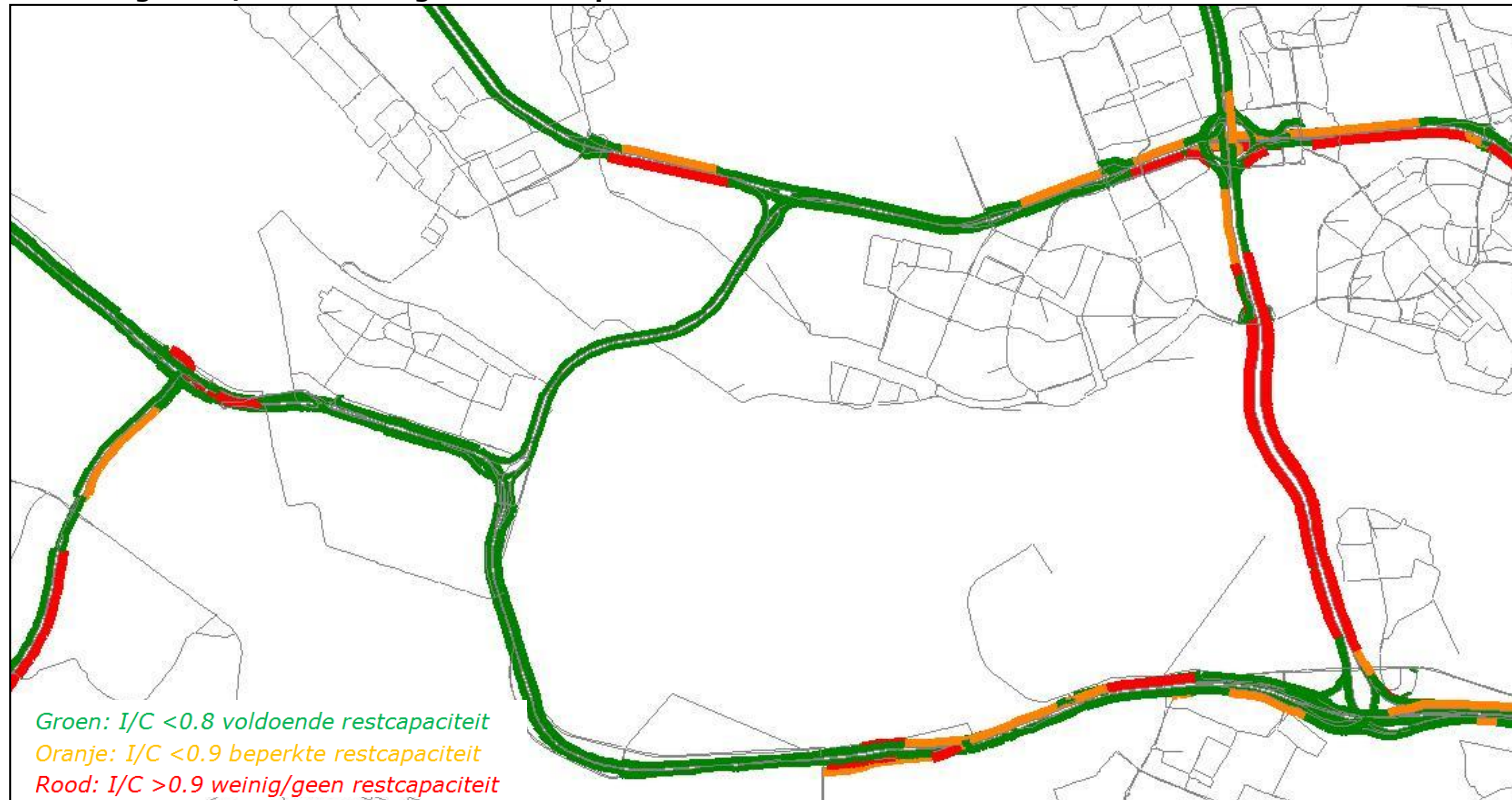 Groen: I/C <0.8 voldoende restcapaciteit
Oranje: I/C <0.9 beperkte restcapaciteit
Rood: I/C >0.9 weinig/geen restcapaciteit